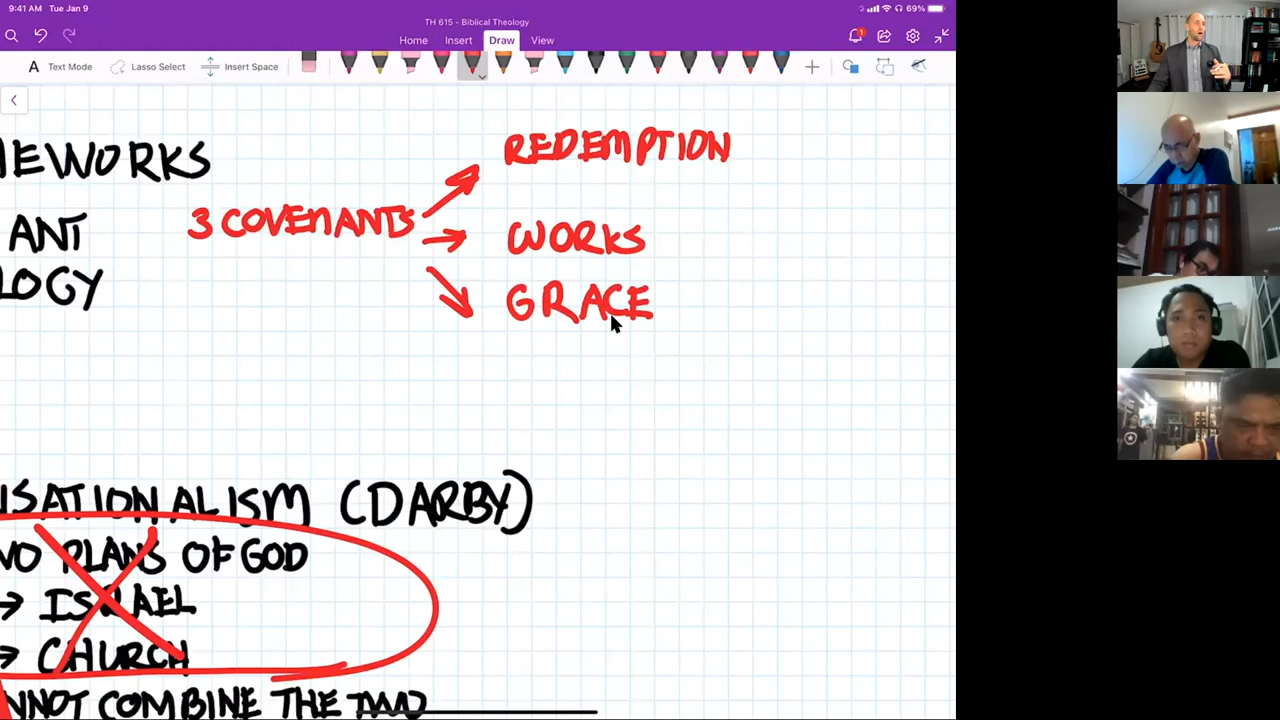 9:41 AM Tue Jan 9
69%
TH 615 - Biblical Theology
Home Insert Draw View
1
Text Mode Lasso Select Insert Space
MEWORKS
REDEMPTION
3 COVENANTS
ANT
WORKS
LOGY
GRACE
ISATIONALISM (DARBY)
WO PLANS OF GOD
→ ISRAEL
→ CHURCH
NNOT COMBINE THE TWO